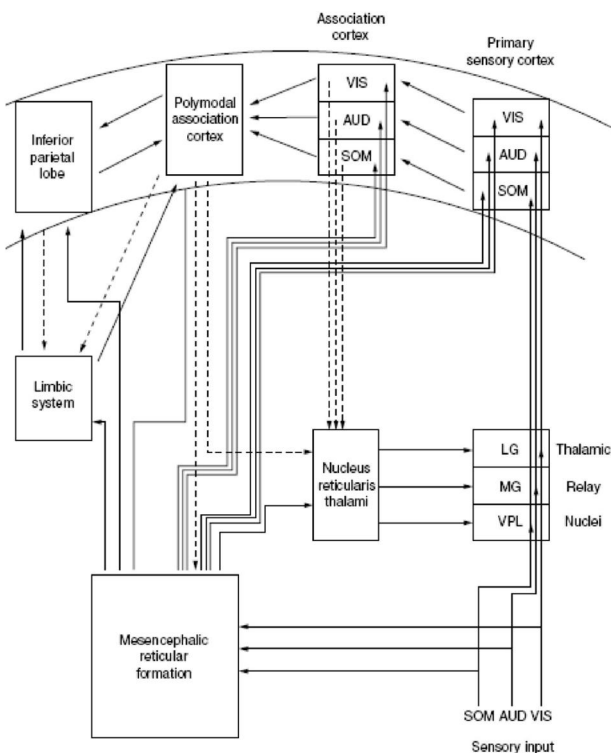 Association
cortex
Primary
sensory cortex
VIS
AUD
SOM
Polymodal
association
cortex
Inferior
parietal
lobe
VIS
AUD
SOM
Limbic
system
Nucleus
reticularis
thalami
LG
MG
VPL
Thalamic
Relay
Nuclei
Mesencephalic
reticular
formation
SOM AUD VIS
Sensory input